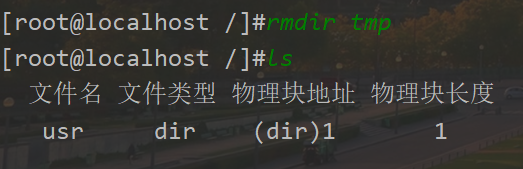 [root@localhost /]#rmdir tmp
[root@localhost /]#ls
文件名 文件类型 物理块地址 物理块长度
usr dir (dir)1 1